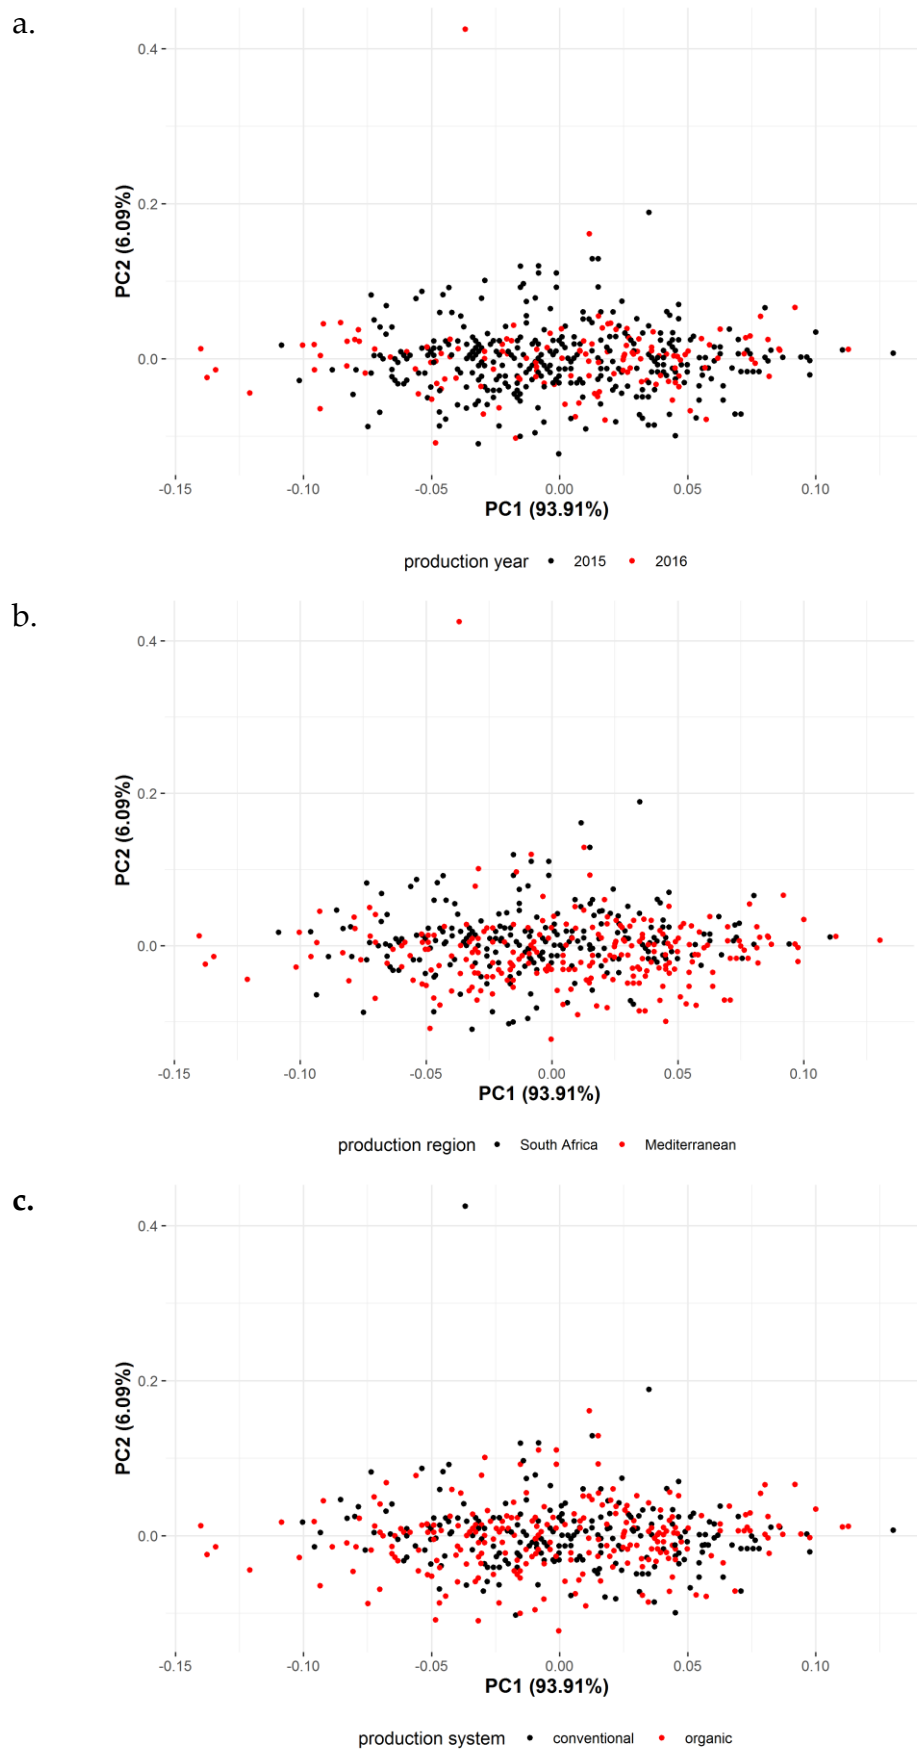 a.
0.4
0.2
0.0
PC2 (6.09%)
-0.15 -0.10 -0.05 0.00 0.05 0.10
PC1 (93.91%)
production year 2015 2016
b.
0.4
0.2
0.0
PC2 (6.09%)
-0.15 -0.10 -0.05 0.00 0.05 0.10
PC1 (93.91%)
production region South Africa Mediterranean
c.
0.4
0.2
0.0
PC2 (6.09%)
-0.15 -0.10 -0.05 0.00 0.05 0.10
PC1 (93.91%)
production system conventional organic